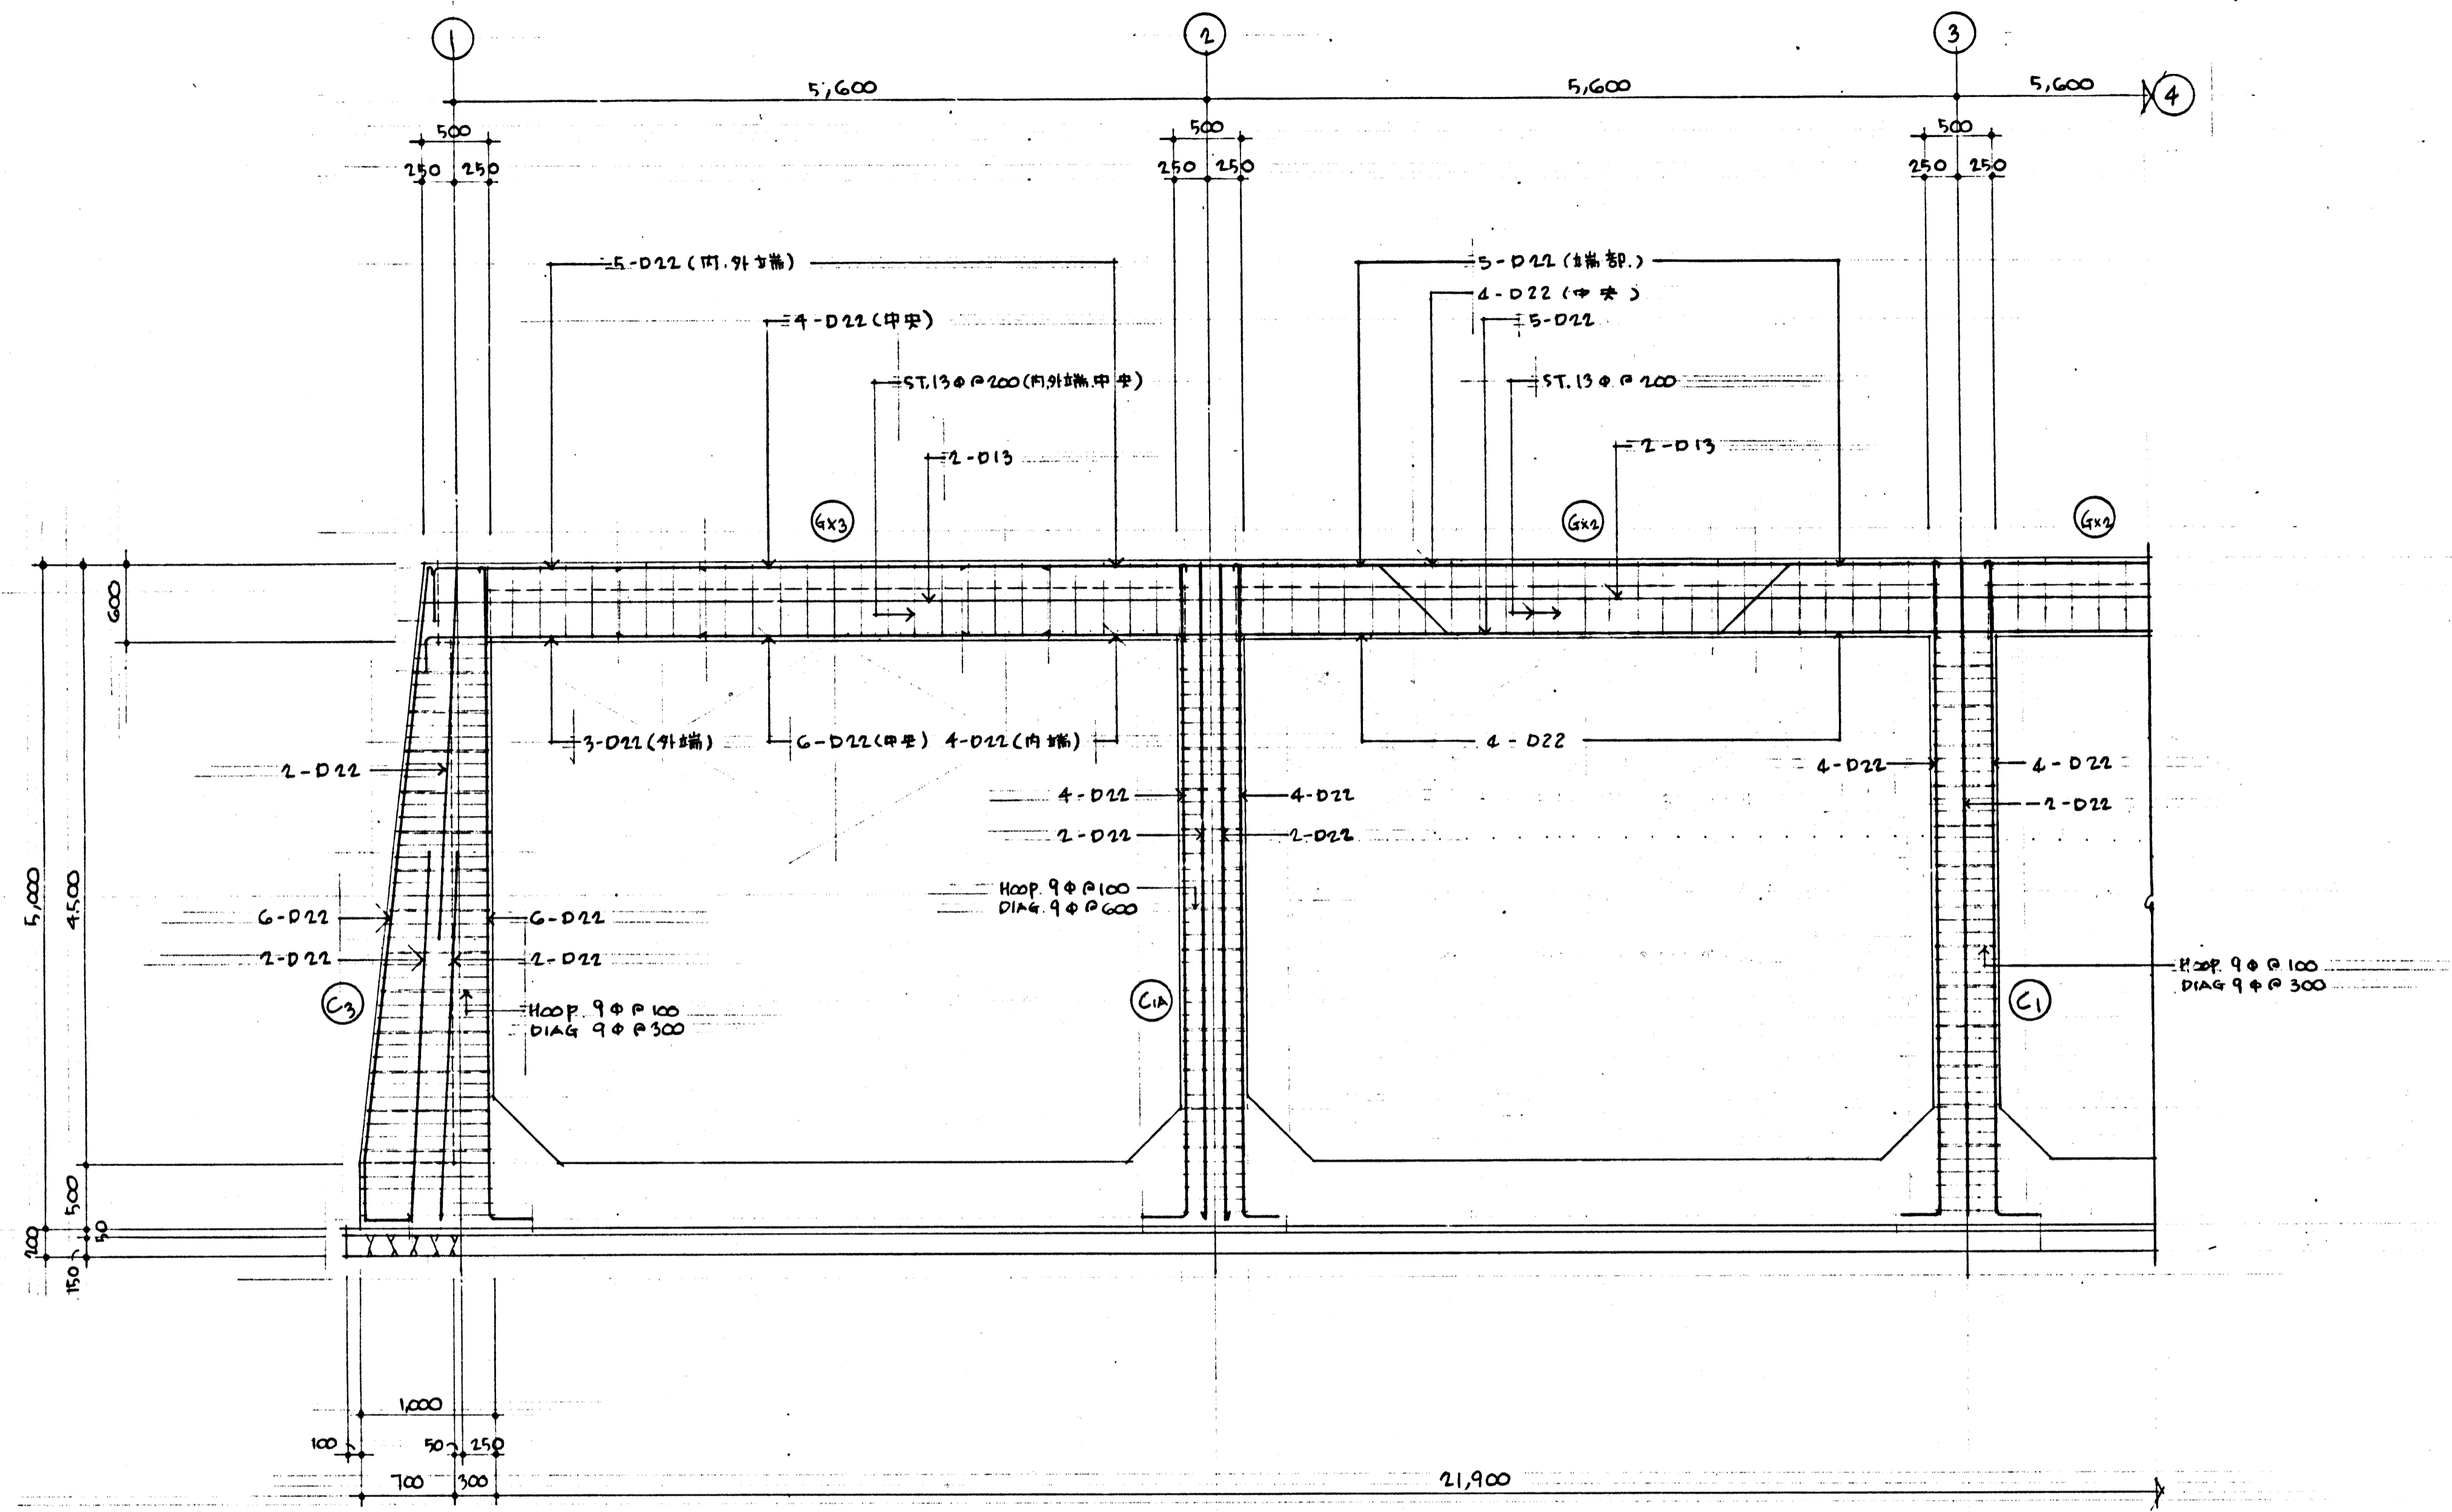 1
2
3
5,600
5,600
5,600
4
500
500
500
250 250
250 250
250 250
5-D22(内.外端)
5-D22(端部.)
4-D22(中央)
4-D22(中央)
5-D22
ST.13φ@200(内,外端.中央)
ST.13φ@200
2-D13
2-D13
GX3
GX2
GX2
600
3-D22(外端)
6-D22(中央)
4-D22(内端)
4-D22
2-D22
4-D22
4-D22
4-D22
4-D22
2-D22
2-D22
2-D22
5,000
4.500
HOOP. 9φ@100
DIAG. 9φ@600
6-D22
6-D22
2-D22
2-D22
HOOP. 9φ@100
DIAG 9φ@300
C3
HOOP. 9φ@100
DIAG 9φ@300
C1A
C1
500
50
200
150
1,000
100
50
250
700
300
21,900